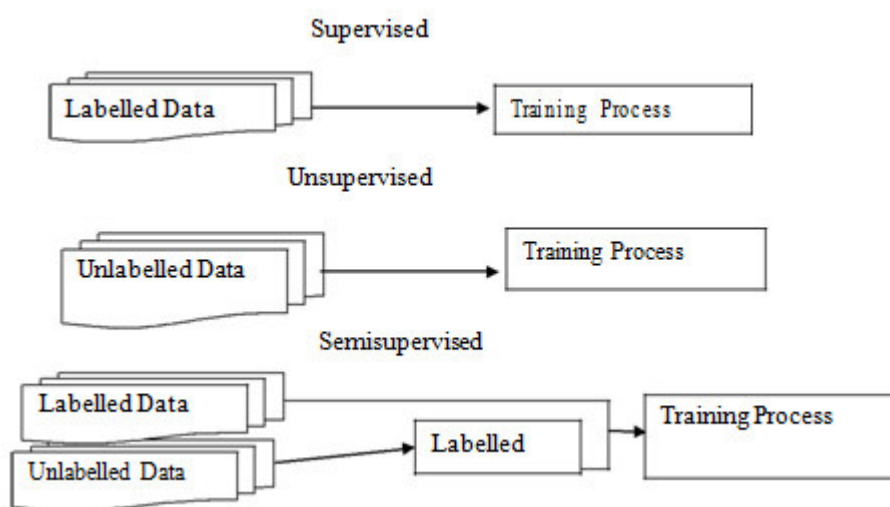 Supervised
Labelled Data
Training Process
Unsupervised
Unlabelled Data
Training Process
Semisupervised
Labelled Data
Training Process
Labelled
Unlabelled Data